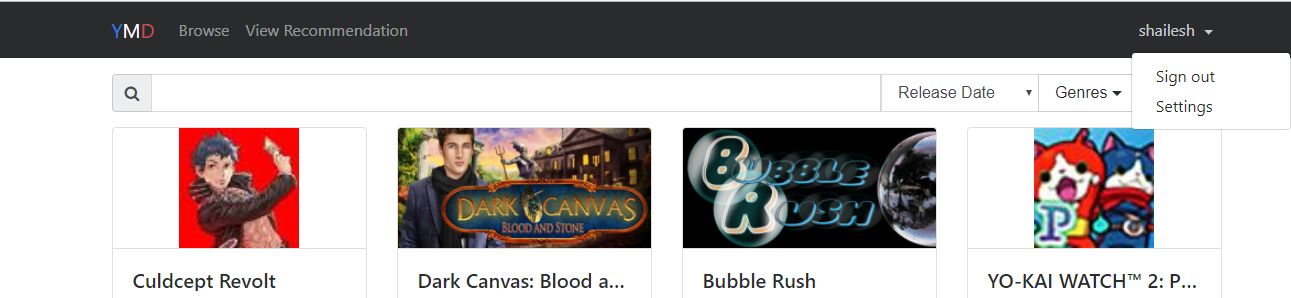 YMD Browse View Recommendation shailesh
Sign out
Settings
Release Date Genres
DARK CANVAS
BLOOD AND STONE
BUBBLE
RUSH
P
Culdcept Revolt
Dark Canvas: Blood a...
Bubble Rush
YO-KAI WATCH™ 2: P...